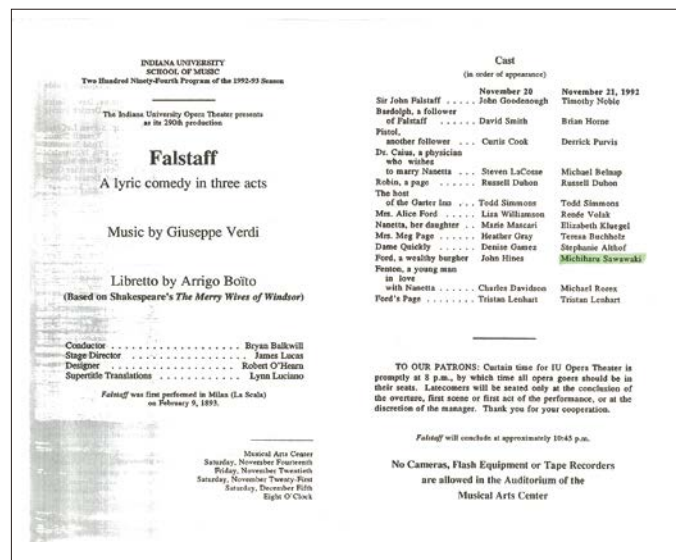 INDIANA UNIVERSITY
SCHOOL OF MUSIC
Two Hundred Ninety-Fourth Program of the 1992-93 Season
The Indiana University Opera Theater presents
as its 290th production
Falstaff
A lyric comedy in three acts
Music by Giuseppe Verdi
Libretto by Arrigo Boïto
(Based on Shakespeare's The Merry Wives of Windsor)
Conductor . . . . . . . . . . . . . . . . . Bryan Balkwill
Stage Director . . . . . . . . . . . . . . James Lucas
Designer . . . . . . . . . . . . . . . . . Robert O'Hearn
Supertitle Translations . . . . . . . . . . Lynn Luciano
Falstaff was first performed in Milan (La Scala)
on February 9, 1893.
Musical Arts Center
Saturday, November Fourteenth
Friday, November Twentieth
Saturday, November Twenty-First
Saturday, December Fifth
Eight O'Clock
Cast
(in order of appearance)
November 20 November 21, 1992
Sir John Falstaff . . . . . John Goodenough Timothy Noble
Bardolph, a follower
of Falstaff . . . . . . David Smith Brian Horne
Pistol,
another follower . . . Curtis Cook Derrick Purvis
Dr. Caius, a physician
who wishes
to marry Nanetta . . . Steven LaCosse Michael Belnap
Robin, a page . . . . . . Russell Duhon Russell Duhon
The host
of the Garter Inn . . . Todd Simmons Todd Simmons
Mrs. Alice Ford . . . . . Lisa Williamson Renée Volak
Nanetta, her daughter . . Marie Mascari Elizabeth Kluegel
Mrs. Meg Page . . . . . . Heather Gray Teresa Buchholz
Dame Quickly . . . . . . Denise Gamez Stephanie Althof
Ford, a wealthy burgher John Hines Michiharu Sawawaki
Fenton, a young man
in love
with Nanetta . . . . . . Charles Davidson Michael Rorex
Ford's Page . . . . . . . . Tristan Lenhart Tristan Lenhart
TO OUR PATRONS: Curtain time for IU Opera Theater is
promptly at 8 p.m., by which time all opera goers should be in
their seats. Latecomers will be seated only at the conclusion of
the overture, first scene or first act of the performance, or at the
discretion of the manager. Thank you for your cooperation.
Falstaff will conclude at approximately 10:45 p.m.
No Cameras, Flash Equipment or Tape Recorders
are allowed in the Auditorium of the
Musical Arts Center